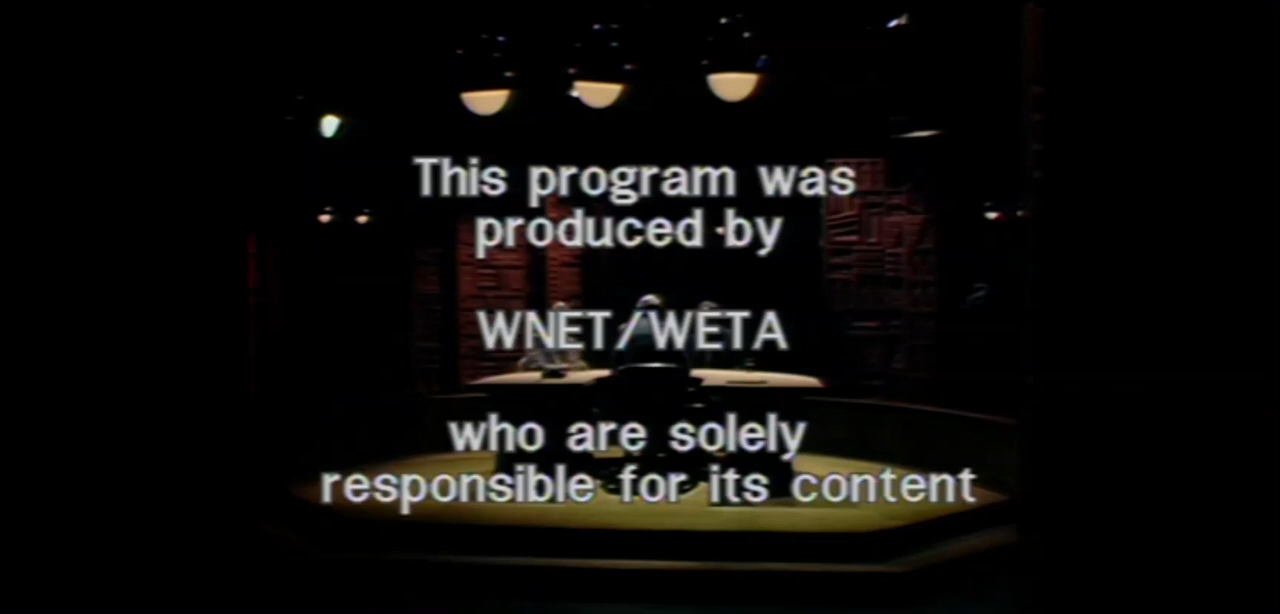 This program was
produced by
WNET/WETA
who are solely
responsible for its content